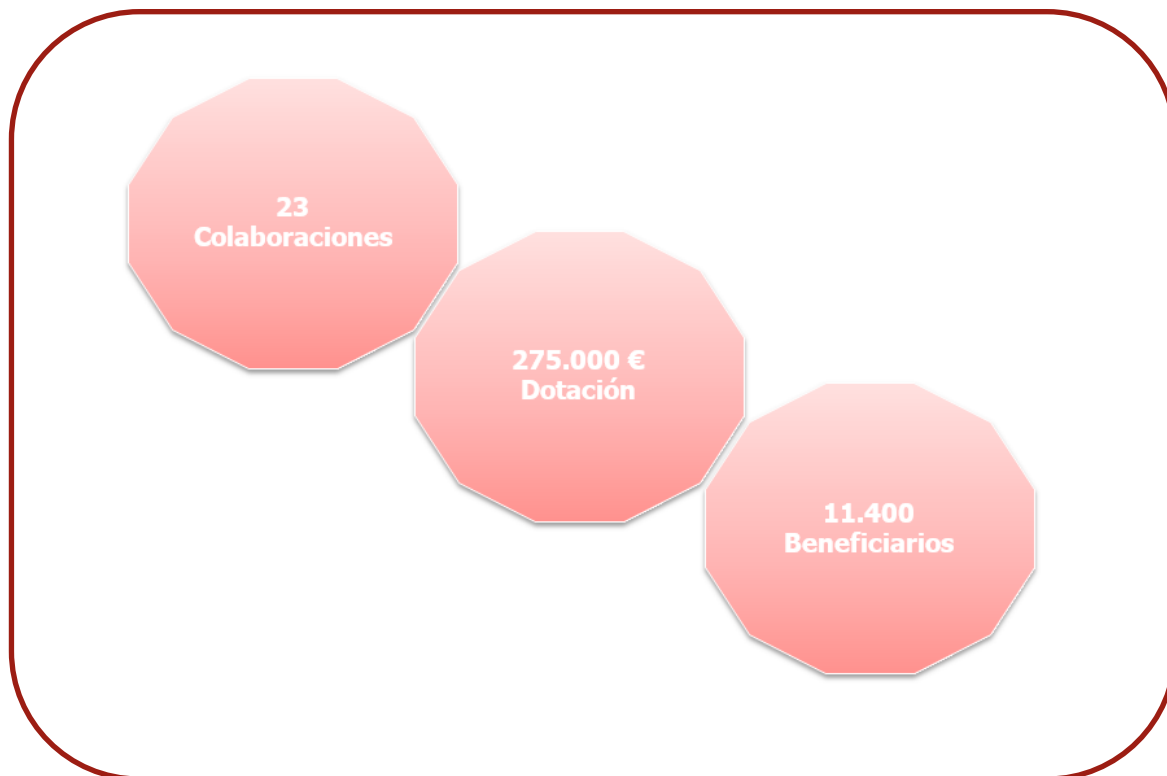 23
Colaboraciones
275.000 €
Dotación
11.400
Beneficiarios